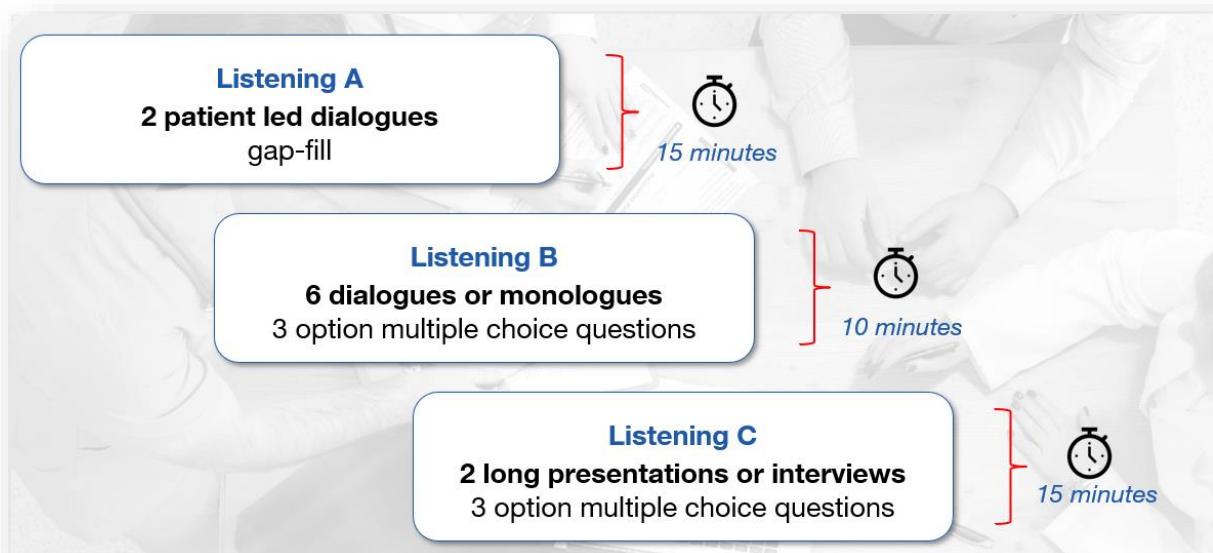 Listening A
2 patient led dialogues
gap-fill
15 minutes
Listening B
6 dialogues or monologues
3 option multiple choice questions
10 minutes
Listening C
2 long presentations or interviews
3 option multiple choice questions
15 minutes